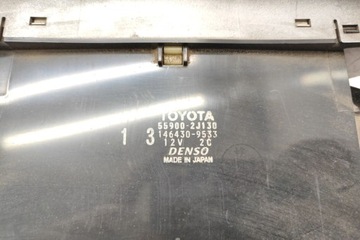 TOYOTA
55900-2J130
1 3 146430-9533
12V 2C
DENSO
MADE IN JAPAN